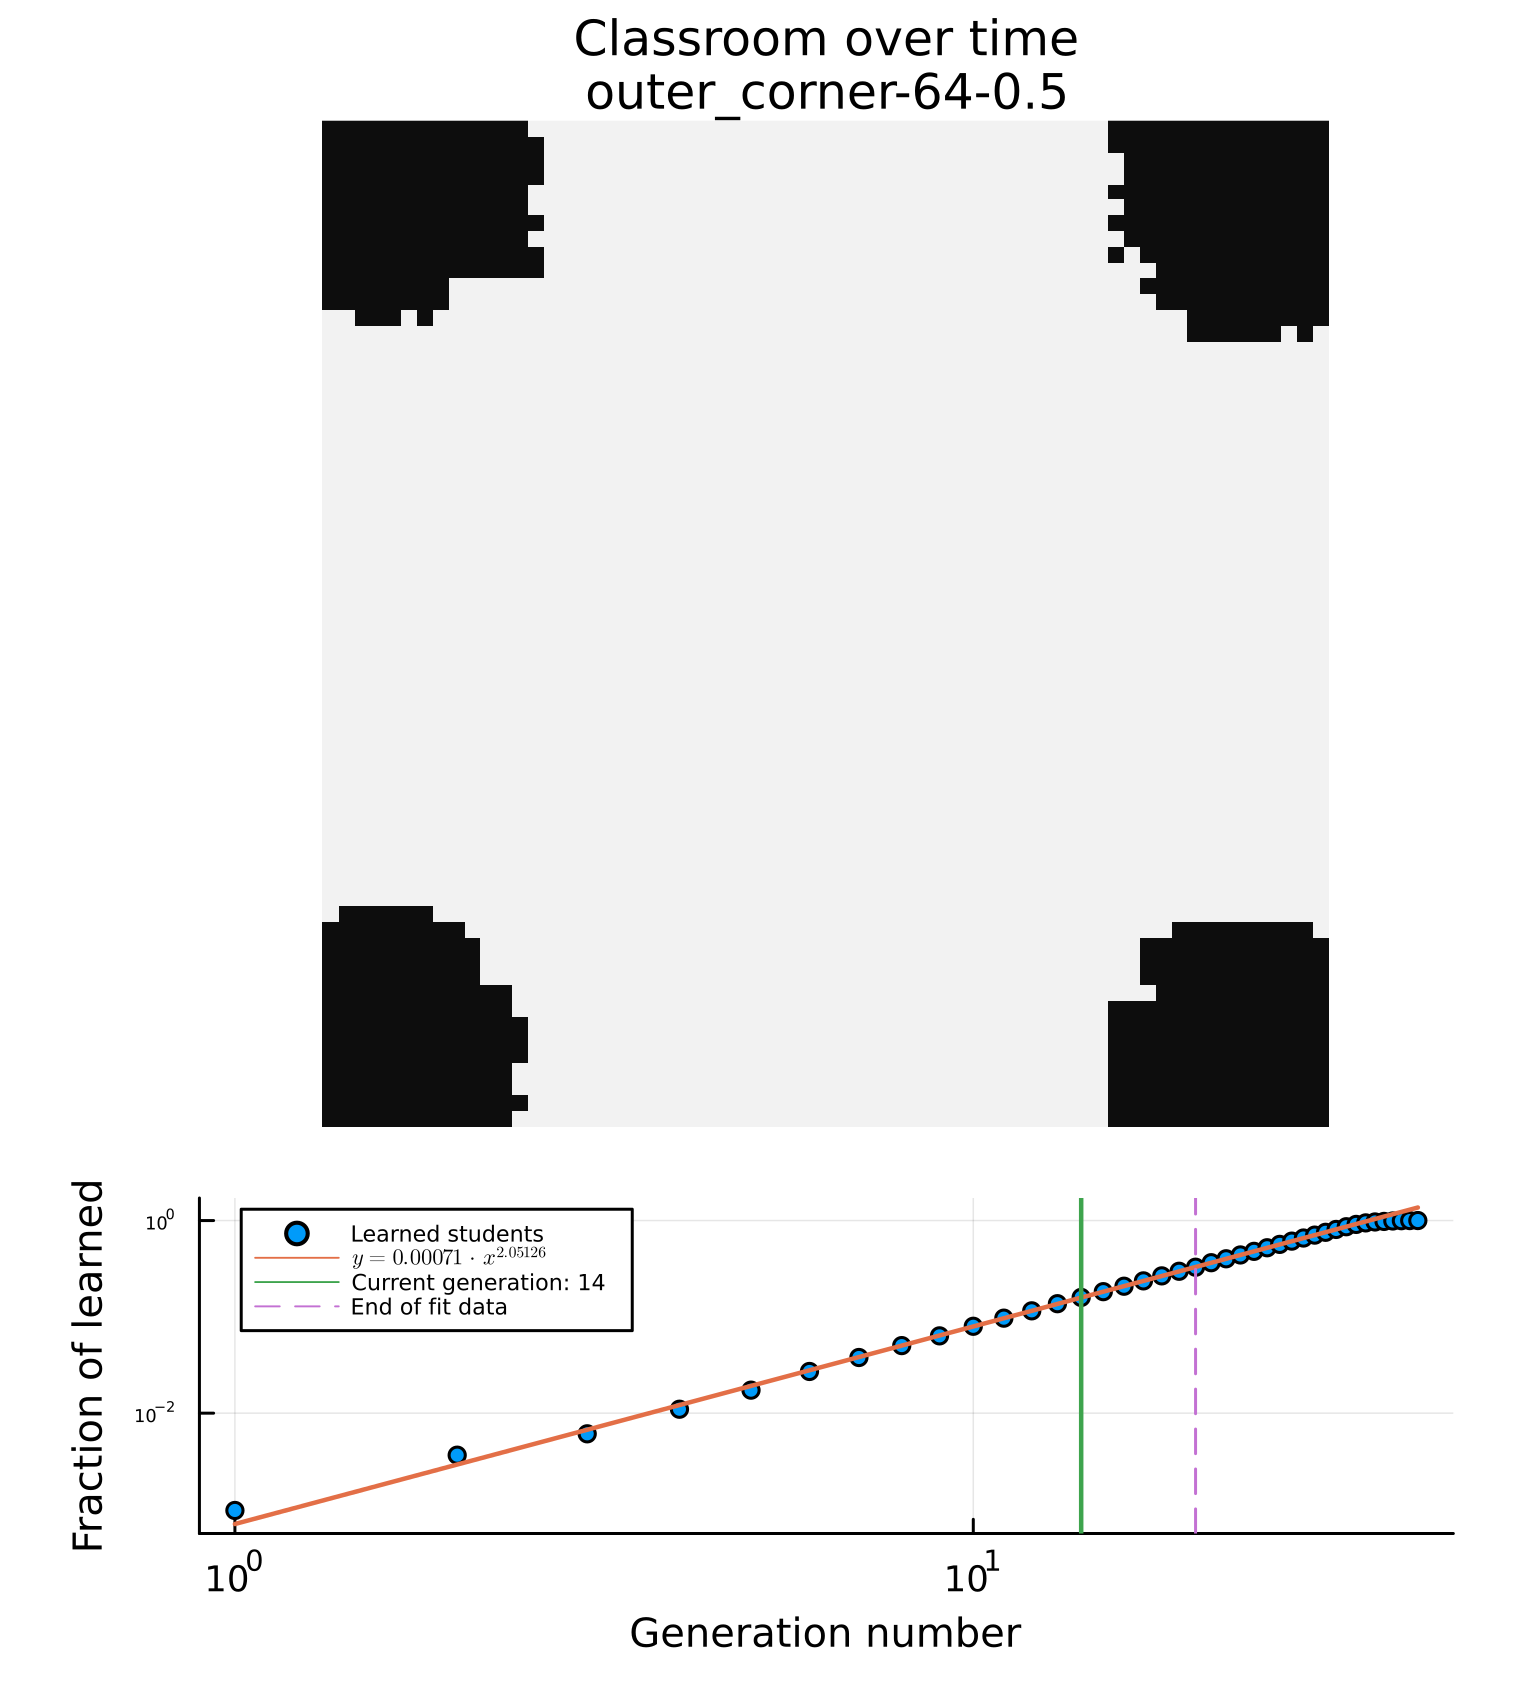 Classroom over time
outer_corner-64-0.5
Fraction of learned
10^0
10^−2
Learned students
y = 0.00071 · x^2.05126
Current generation: 14
End of fit data
10^0
10^1
Generation number